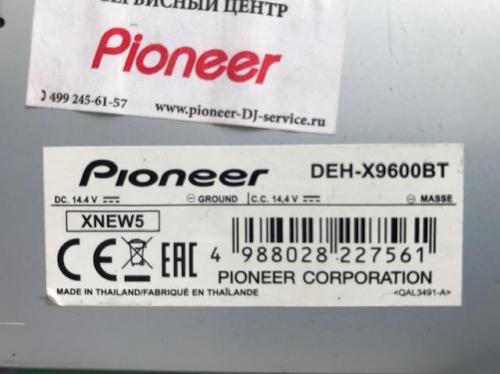 СЕРВИСНЫЙ ЦЕНТР
Pioneer
499 245-61-57
www.pioneer-DJ-service.ru
Pioneer DEH-X9600BT
DC. 14.4 V ⊖ GROUND C.C. 14,4 V ⊖ MASSE
XNEW5
CE EAC
4 988028 227561
PIONEER CORPORATION
MADE IN THAILAND/FABRIQUÉ EN THAÏLANDE <QAL3491-A>